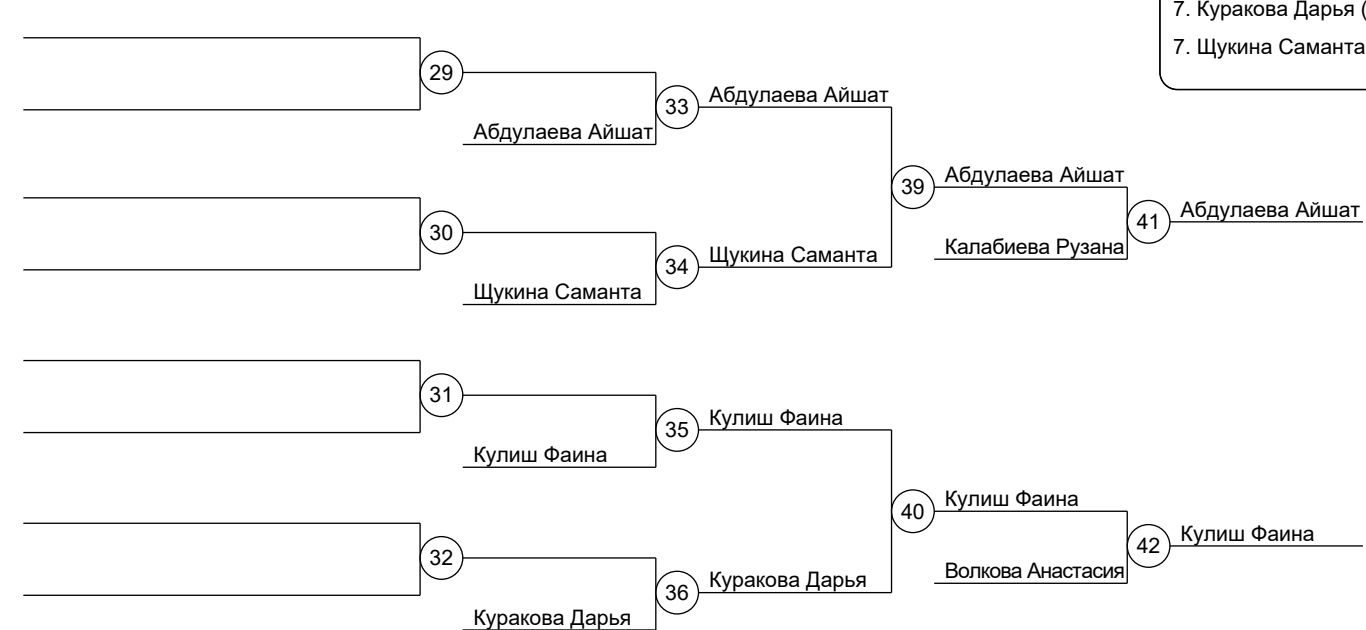 7. Куракова Дарья (
7. Щукина Саманта
29
33
Абдулаева Айшат
Абдулаева Айшат
39
Абдулаева Айшат
41
Абдулаева Айшат
30
34
Щукина Саманта
Калабиева Рузана
Щукина Саманта
31
35
Кулиш Фаина
Кулиш Фаина
40
Кулиш Фаина
42
Кулиш Фаина
32
36
Куракова Дарья
Волкова Анастасия
Куракова Дарья